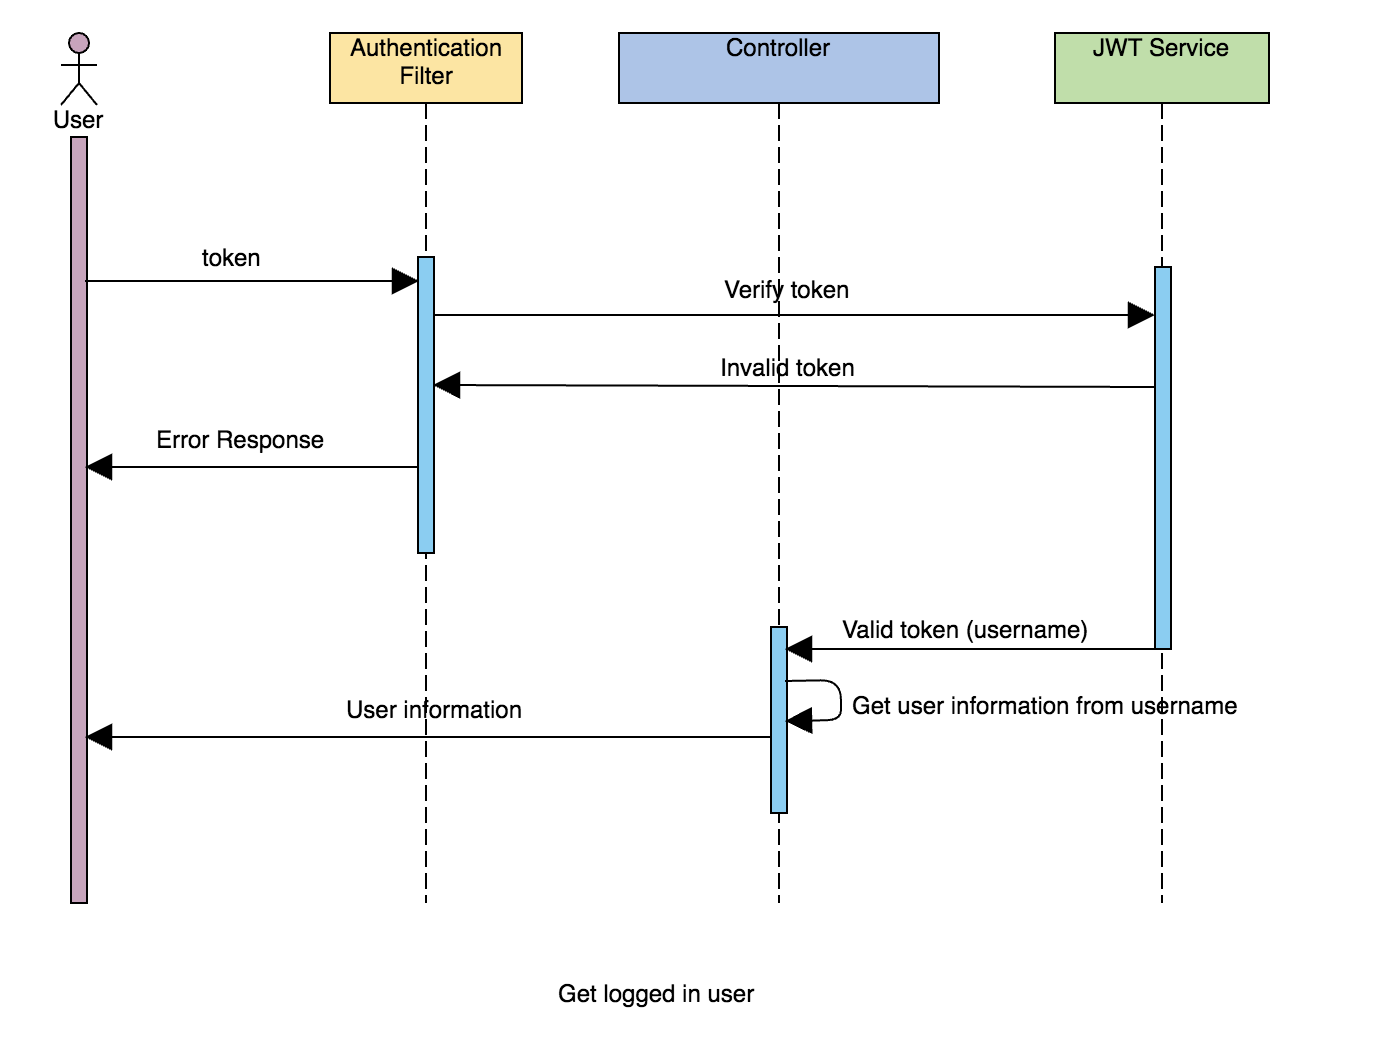 User
Authentication
Filter
Controller
JWT Service
token
Verify token
Invalid token
Error Response
Valid token (username)
Get user information from username
User information
Get logged in user